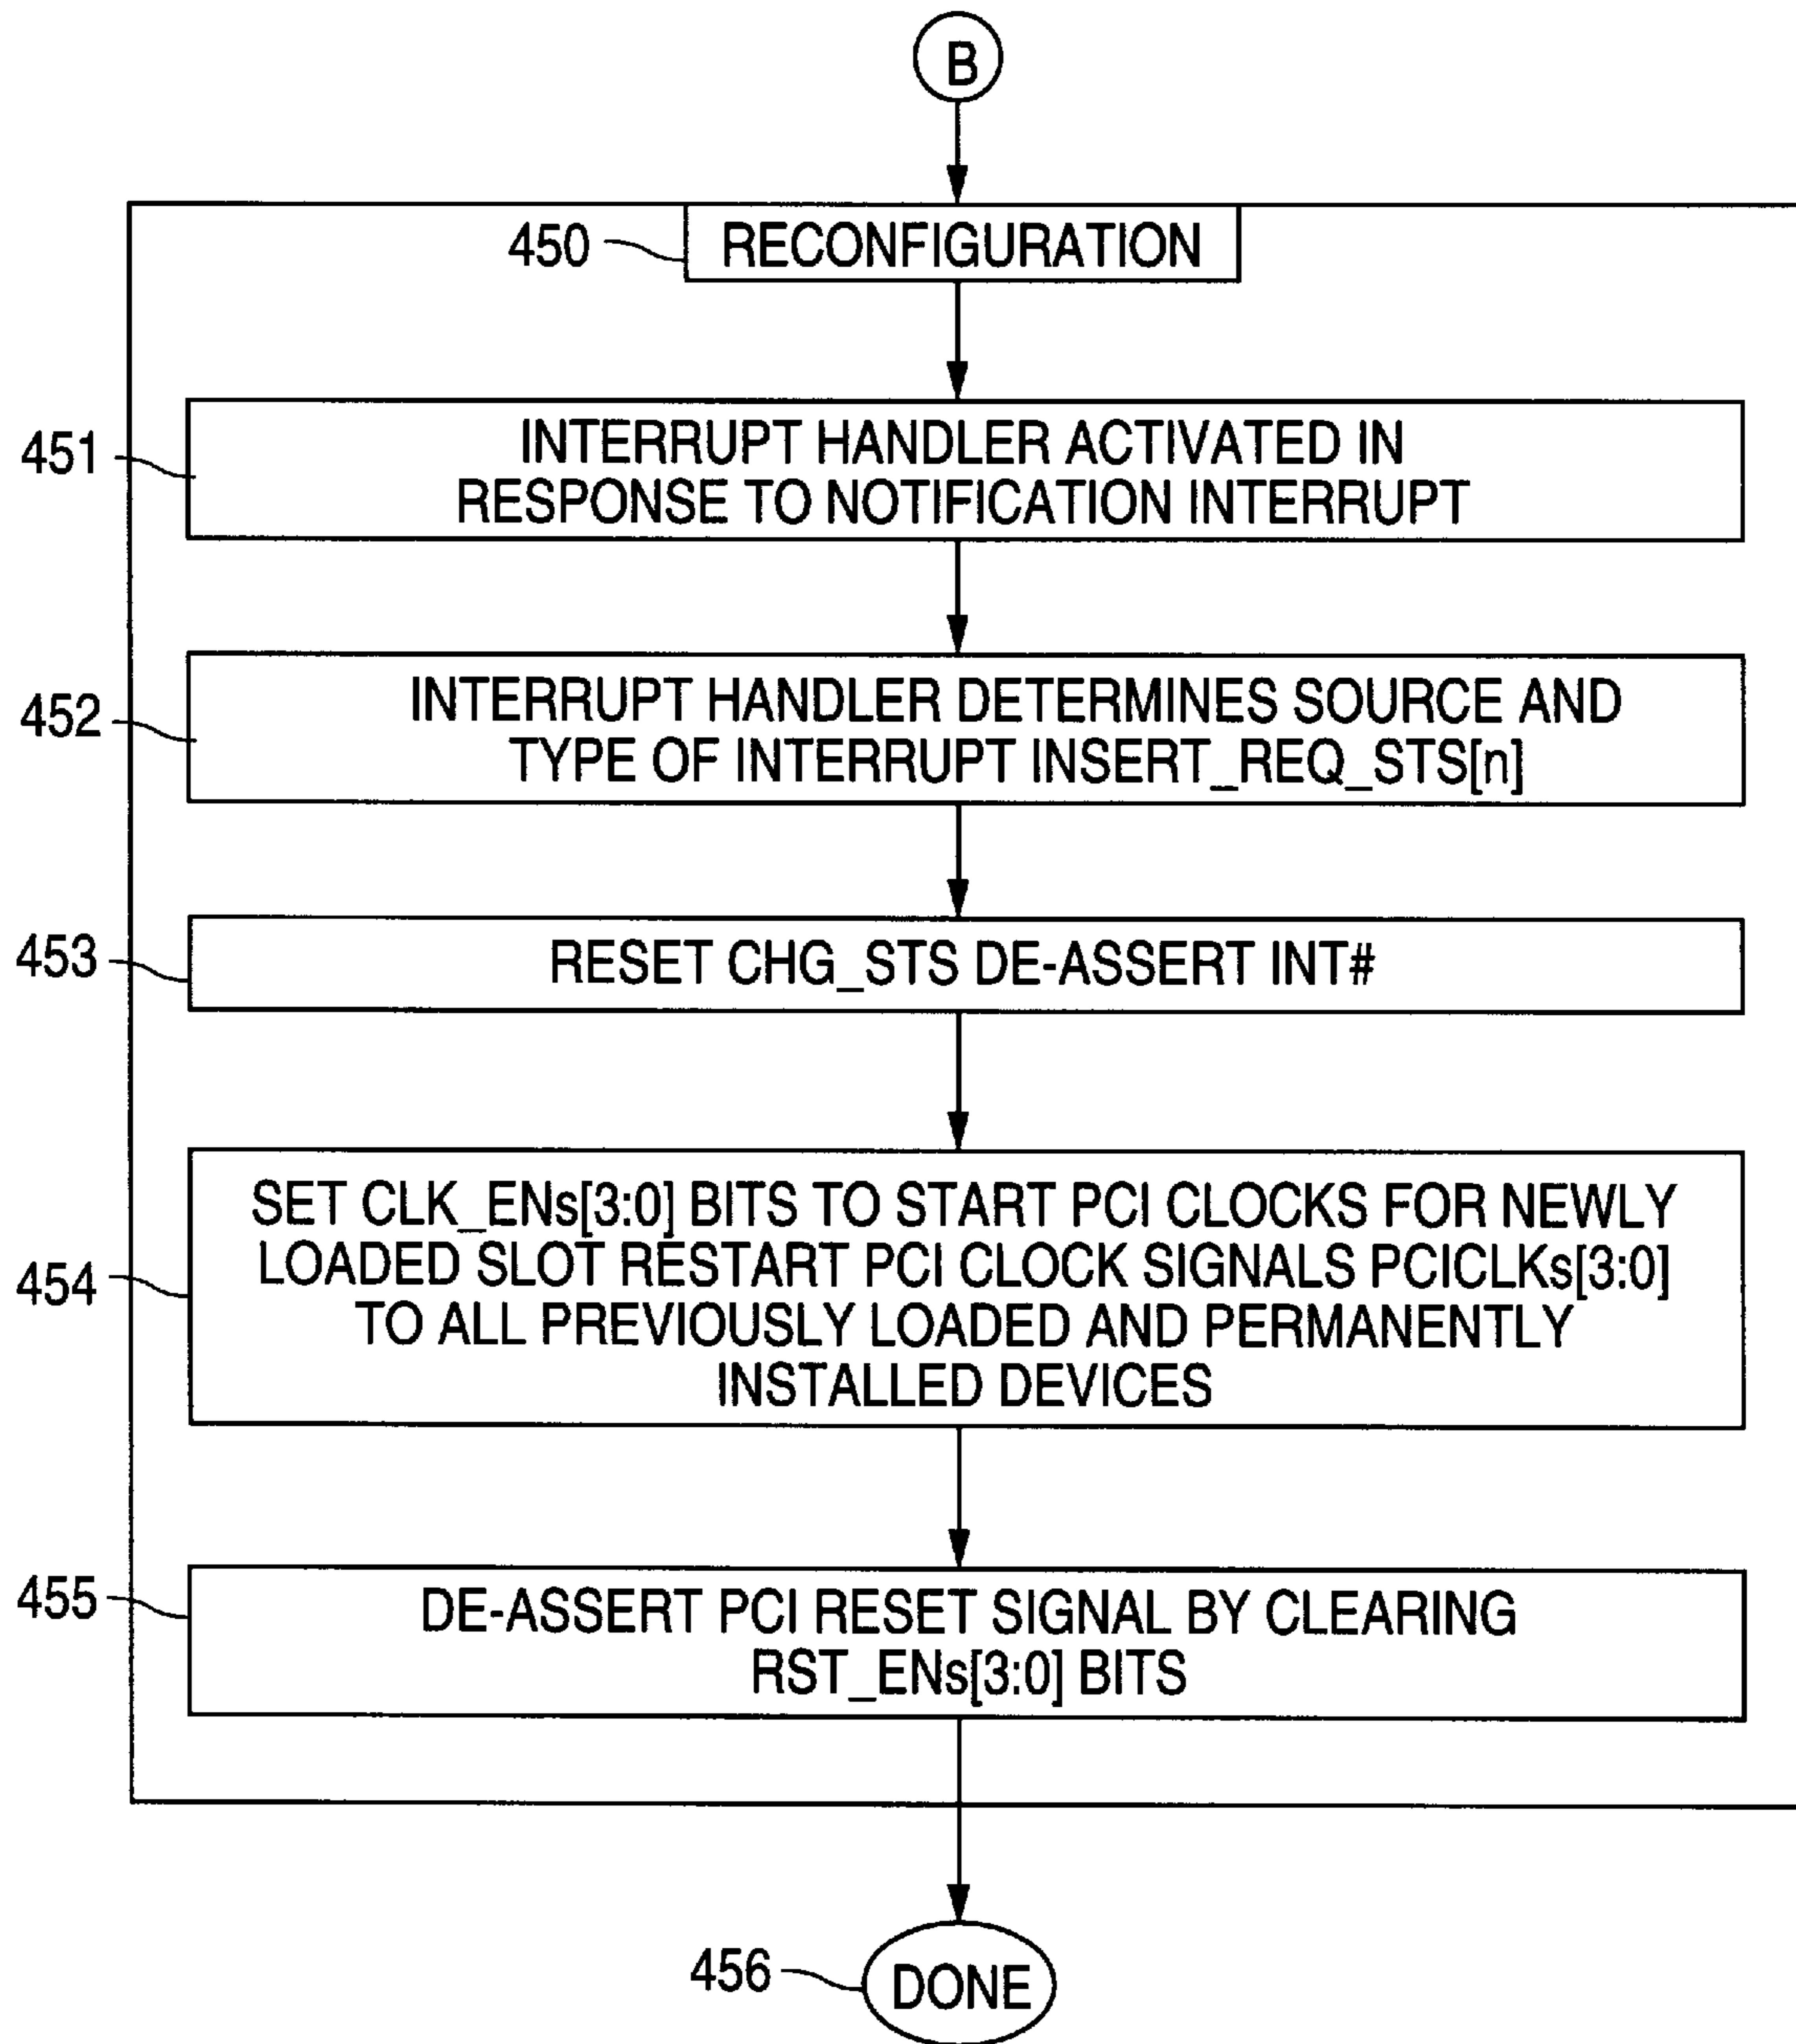 B
450
RECONFIGURATION
451
INTERRUPT HANDLER ACTIVATED IN
RESPONSE TO NOTIFICATION INTERRUPT
452
INTERRUPT HANDLER DETERMINES SOURCE AND
TYPE OF INTERRUPT INSERT_REQ_STS[n]
453
RESET CHG_STS DE-ASSERT INT#
454
SET CLK_ENs[3:0] BITS TO START PCI CLOCKS FOR NEWLY
LOADED SLOT RESTART PCI CLOCK SIGNALS PCICLKs[3:0]
TO ALL PREVIOUSLY LOADED AND PERMANENTLY
INSTALLED DEVICES
455
DE-ASSERT PCI RESET SIGNAL BY CLEARING
RST_ENs[3:0] BITS
456
DONE